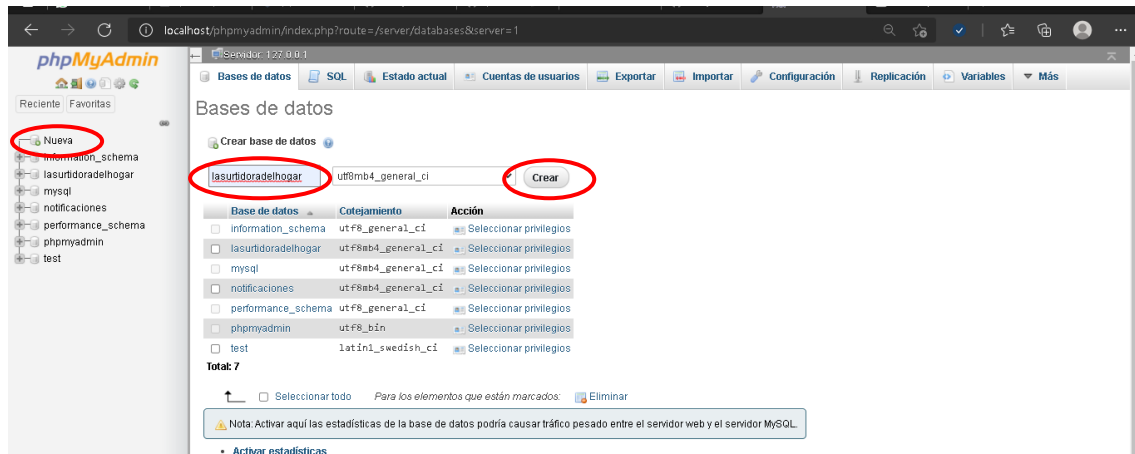 localhost/phpmyadmin/index.php?route=/server/databases&server=1
phpMyAdmin
Reciente Favoritas
Nueva
information_schema
lasurtidoradelhogar
mysql
notificaciones
performance_schema
phpmyadmin
test
Servidor: 127.0.0.1
Bases de datos SQL Estado actual Cuentas de usuarios Exportar Importar Configuración Replicación Variables Más
Bases de datos
Crear base de datos
lasurtidoradelhogar utf8mb4_general_ci Crear
Base de datos Cotejamiento Acción
information_schema utf8_general_ci Seleccionar privilegios
lasurtidoradelhogar utf8mb4_general_ci Seleccionar privilegios
mysql utf8mb4_general_ci Seleccionar privilegios
notificaciones utf8mb4_general_ci Seleccionar privilegios
performance_schema utf8_general_ci Seleccionar privilegios
phpmyadmin utf8_bin Seleccionar privilegios
test latin1_swedish_ci Seleccionar privilegios
Total: 7
Seleccionar todo Para los elementos que están marcados: Eliminar
Nota: Activar aquí las estadísticas de la base de datos podría causar tráfico pesado entre el servidor web y el servidor MySQL.
Activar estadísticas